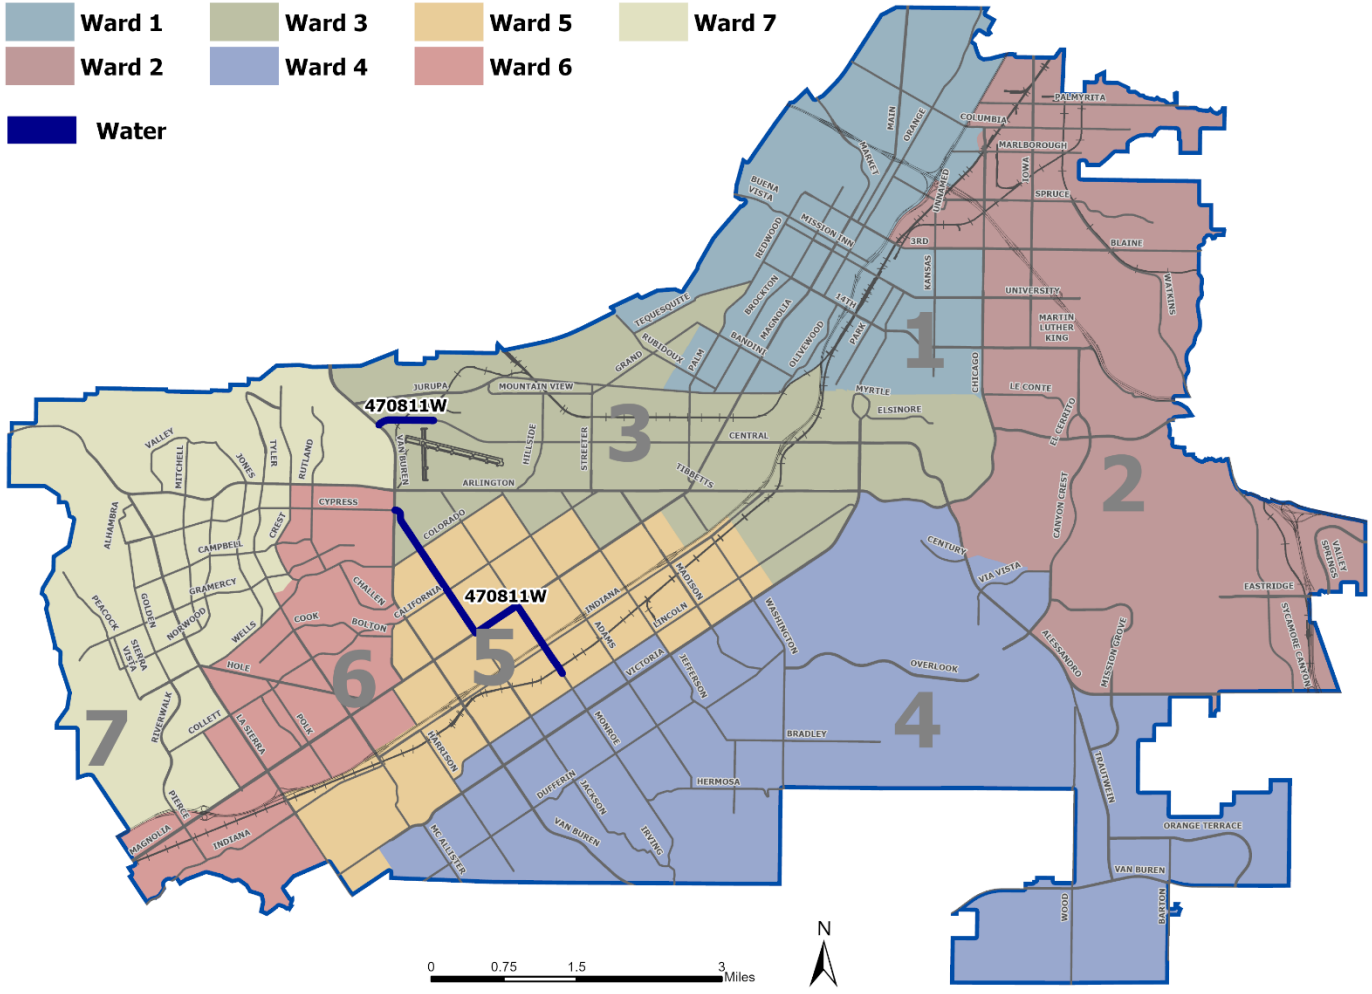 Ward 1
Ward 3
Ward 5
Ward 7
Ward 2
Ward 4
Ward 6
Water
PALMYRITA
COLUMBIA
MAIN
ORANGE
MARLBOROUGH
MARKET
IOWA
UNNAMED
SPRUCE
BUENA
VISTA
MISSION INN
REDWOOD
3RD
BLAINE
KANSAS
WATKINS
UNIVERSITY
BROCKTON
MAGNOLIA
14TH
TEQUESQUITE
MARTIN
LUTHER
KING
PARK
1
OLIVEWOOD
BANDINI
RUBIDOUX
GRAND
PALM
CHICAGO
LE CONTE
JURUPA
MOUNTAIN VIEW
MYRTLE
ELSINORE
470811W
EL CERRITO
3
CENTRAL
HILLSIDE
STREETER
VAN BUREN
VALLEY
MITCHELL
JONES
TYLER
RUTLAND
TIBBETTS
ARLINGTON
2
CYPRESS
CANYON CREST
ALHAMBRA
CREST
COLORADO
CAMPBELL
CENTURY
VIA VISTA
VALLEY
SPRINGS
EASTRIDGE
GRAMERCY
CHALLEN
CALIFORNIA
470811W
INDIANA
MADISON
LINCOLN
WASHINGTON
PEACOCK
GOLDEN
NORWOOD
WELLS
COOK
BOLTON
ADAMS
SYCAMORE CANYON
ALESSANDRO
MISSION GROVE
SIERRA
VISTA
HOLE
6
5
VICTORIA
JEFFERSON
OVERLOOK
4
7
RIVERWALK
COLLETT
LA SIERRA
POLK
HARRISON
MONROE
BRADLEY
TRAUTWEIN
HERMOSA
DUFFERIN
JACKSON
PIERCE
MAGNOLIA
INDIANA
VAN BUREN
IRVING
MC ALLISTER
ORANGE TERRACE
VAN BUREN
WOOD
BARTON
N
0
0.75
1.5
3
Miles